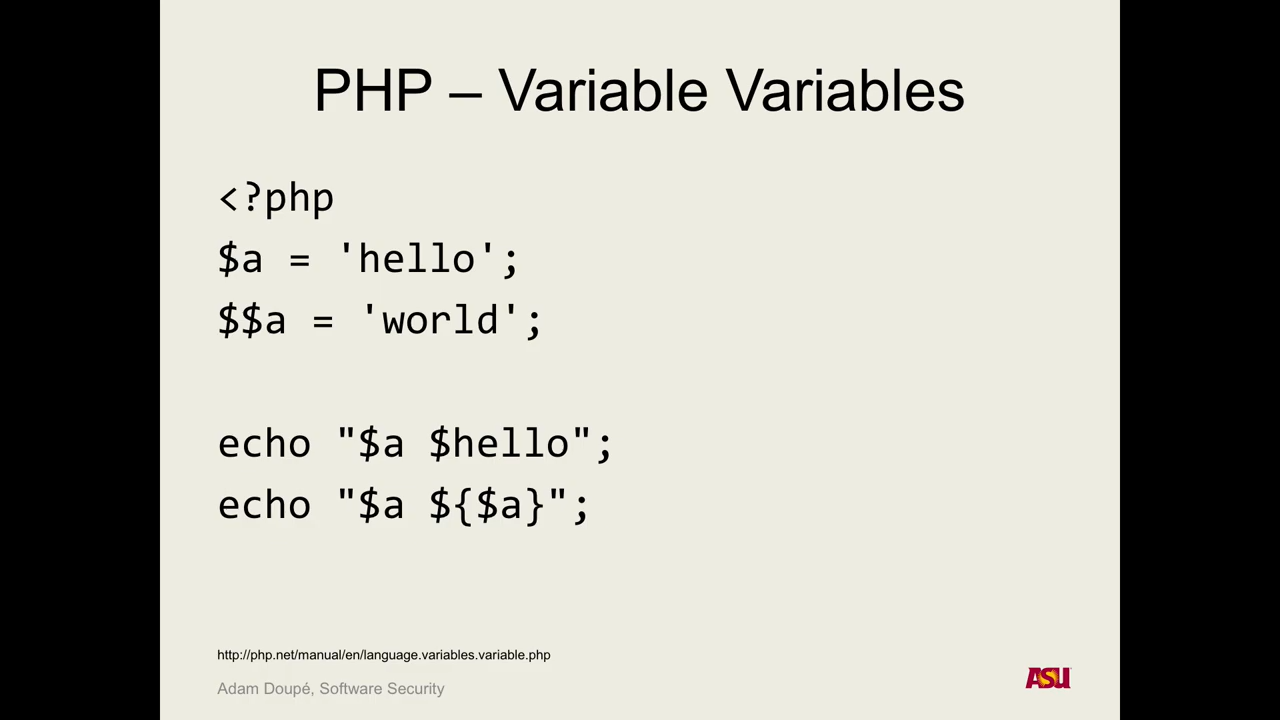 PHP – Variable Variables
<?php
$a = 'hello';
$$a = 'world';
echo "$a $hello";
echo "$a ${$a}";
http://php.net/manual/en/language.variables.variable.php
Adam Doupé, Software Security
ASU